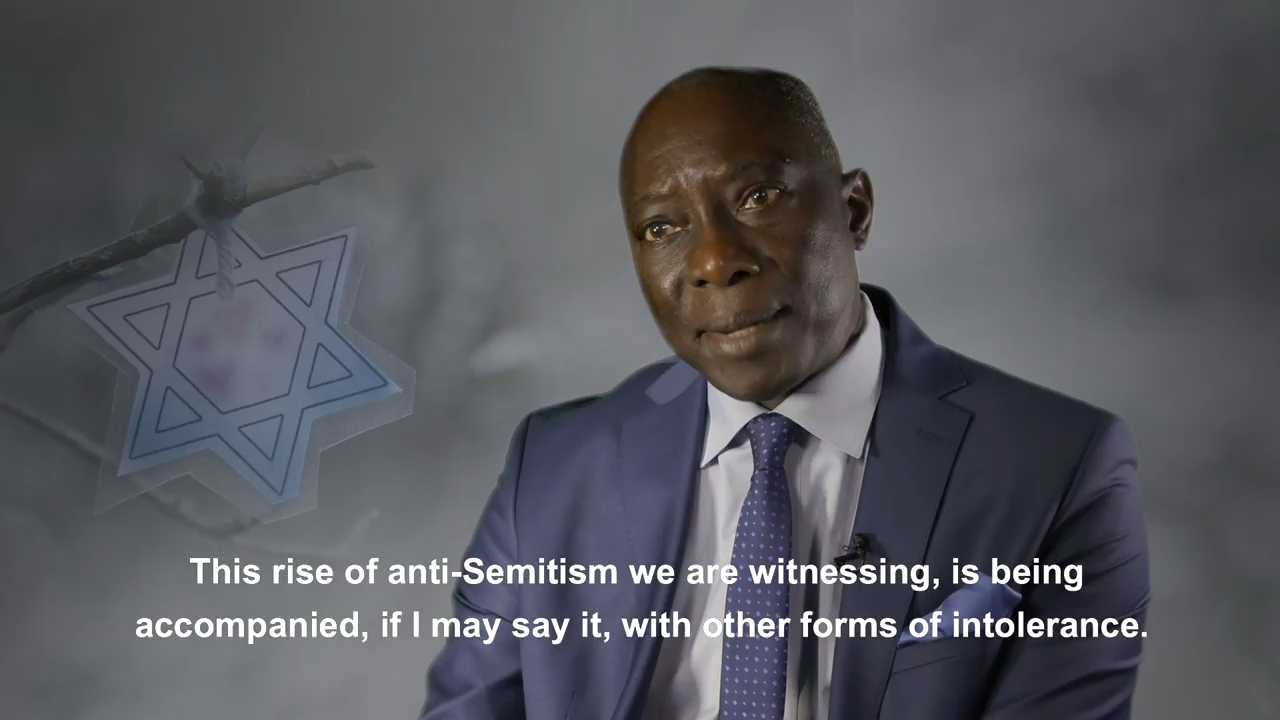 This rise of anti-Semitism we are witnessing, is being
accompanied, if I may say it, with other forms of intolerance.